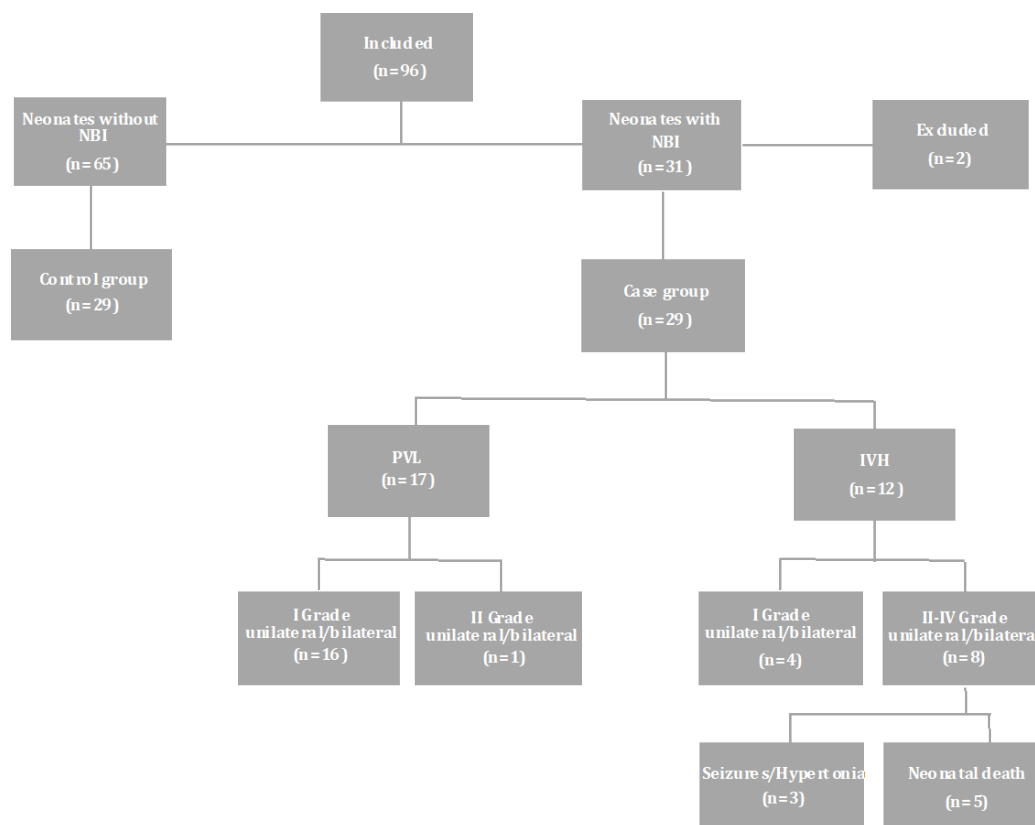 Included
(n=96)
Neonates without
NBI
(n=65)
Neonates with
NBI
(n=31)
Excluded
(n=2)
Control group
(n=29)
Case group
(n=29)
PVL
(n=17)
IVH
(n=12)
I Grade
unilateral/bilateral
(n=16)
II Grade
unilateral/bilateral
(n=1)
I Grade
unilateral/bilateral
(n=4)
II-IV Grade
unilateral/bilateral
(n=8)
Seizures/Hypertonia
(n=3)
Neonatal death
(n=5)